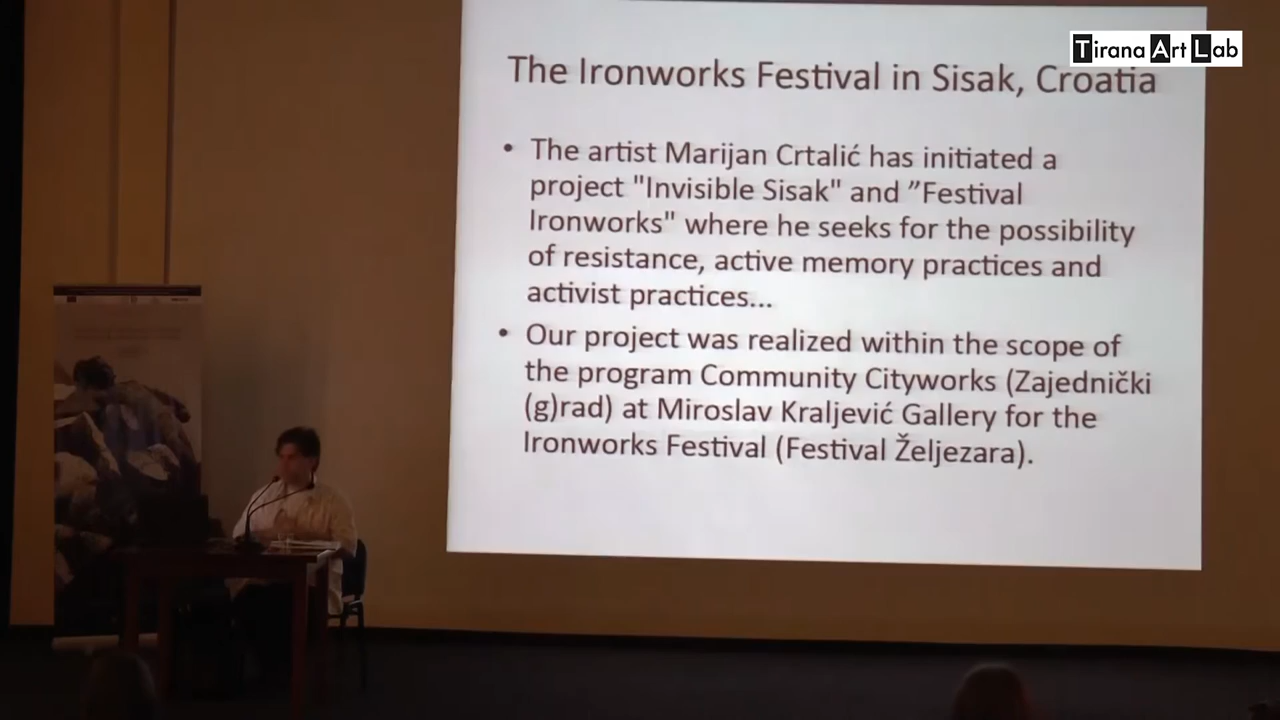 Tirana Art Lab
The Ironworks Festival in Sisak, Croatia
• The artist Marijan Crtalić has initiated a
project "Invisible Sisak" and ”Festival
Ironworks" where he seeks for the possibility
of resistance, active memory practices and
activist practices...
• Our project was realized within the scope of
the program Community Cityworks (Zajednički
(g)rad) at Miroslav Kraljević Gallery for the
Ironworks Festival (Festival Željezara).